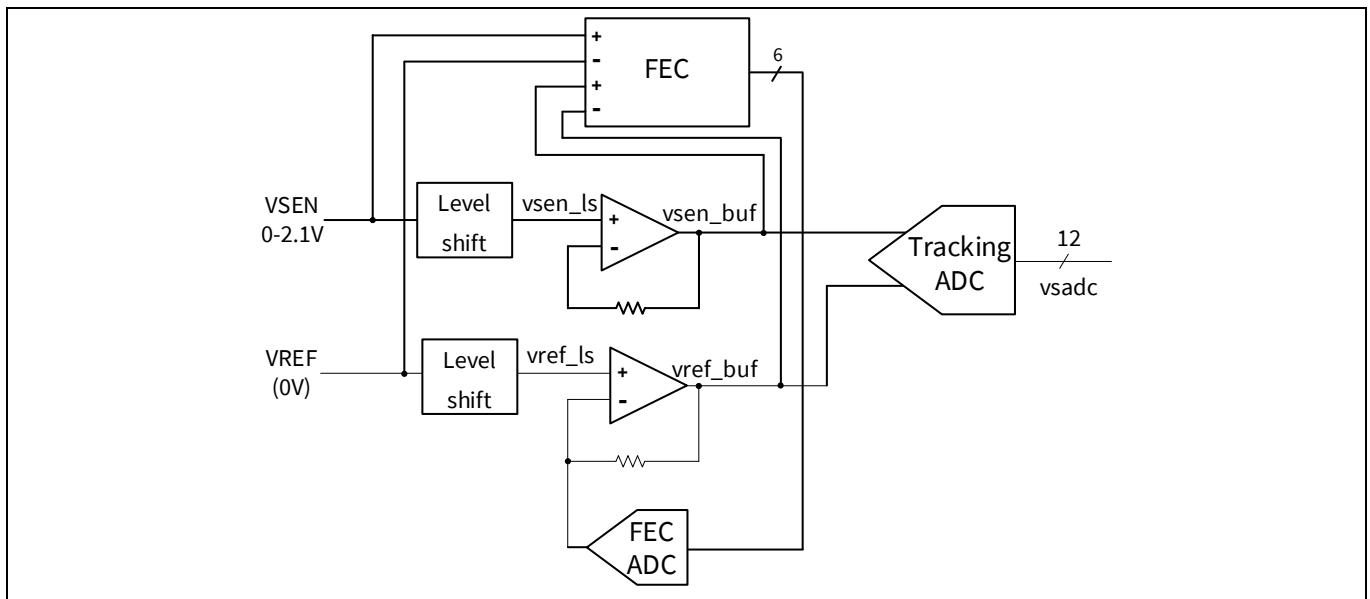 +
-
+
-
FEC
6
VSEN
0-2.1V
Level
shift
vsen_ls
+
-
vsen_buf
Tracking
ADC
12
vsadc
VREF
(0V)
Level
shift
vref_ls
+
-
vref_buf
FEC
ADC